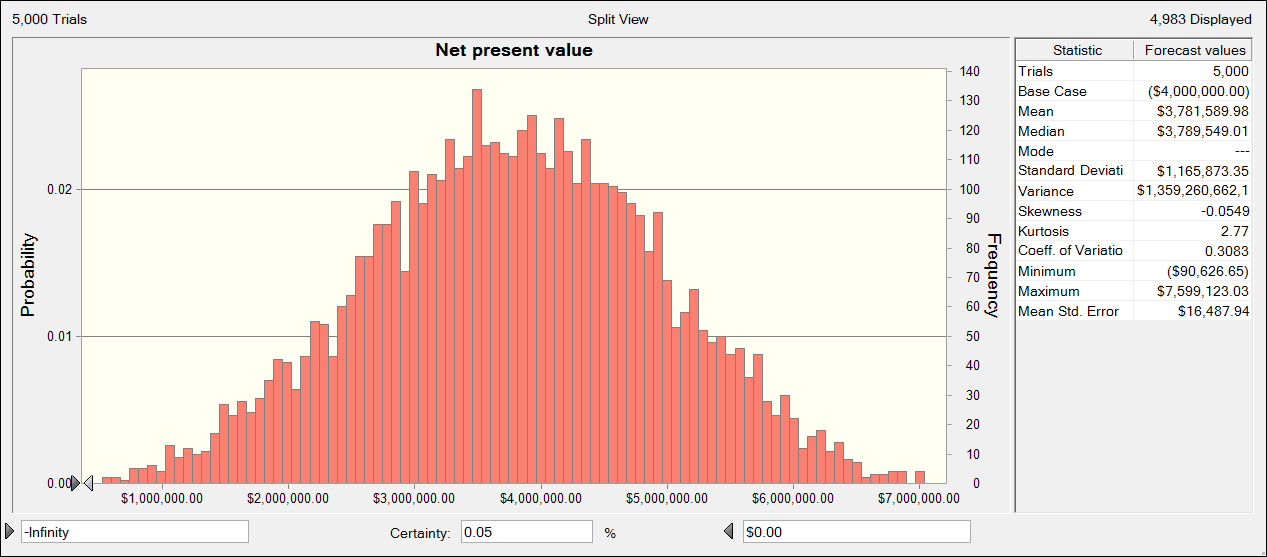 5,000 Trials Split View 4,983 Displayed
Net present value
Probability
0.02
0.01
0.00
140
130
120
110
100
90
80
70
60
50
40
30
20
10
0
Frequency
$1,000,000.00 $2,000,000.00 $3,000,000.00 $4,000,000.00 $5,000,000.00 $6,000,000.00 $7,000,000.00
Statistic Forecast values
Trials 5,000
Base Case ($4,000,000.00)
Mean $3,781,589.98
Median $3,789,549.01
Mode ---
Standard Deviati $1,165,873.35
Variance $1,359,260,662,1
Skewness -0.0549
Kurtosis 2.77
Coeff. of Variatio 0.3083
Minimum ($90,626.65)
Maximum $7,599,123.03
Mean Std. Error $16,487.94
-Infinity Certainty: 0.05 % $0.00